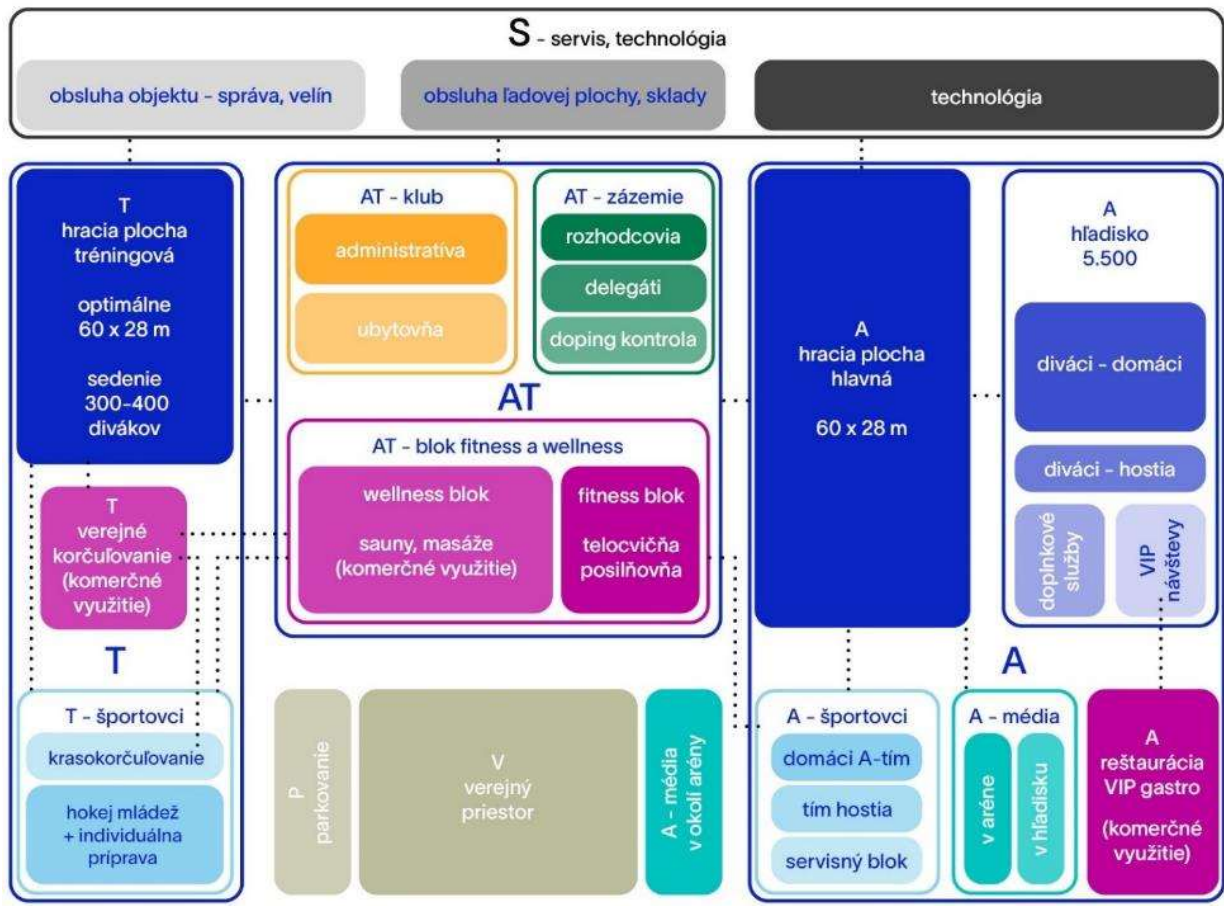 S - servis, technológia
obsluha objektu - správa, velín
obsluha ľadovej plochy, sklady
technológia
T
hracia plocha
tréningová
optimálne
60 x 28 m
sedenie
300-400
divákov
T
verejné
korčuľovanie
(komerčné
využitie)
T
T - športovci
krasokorčuľovanie
hokej mládež
+ individuálna
príprava
AT - klub
administratíva
ubytovňa
AT - zázemie
rozhodcovia
delegáti
doping kontrola
AT
AT - blok fitness a wellness
wellness blok
sauny, masáže
(komerčné využitie)
fitness blok
telocvičňa
posilňovňa
P
parkovanie
V
verejný
priestor
A - média
v okolí arény
A
hracia plocha
hlavná
60 x 28 m
A
hľadisko
5.500
diváci - domáci
diváci - hostia
doplnkové
služby
VIP
návštevy
A
A - športovci
domáci A-tím
tím hostia
servisný blok
A - média
v aréne
v hľadisku
A
reštaurácia
VIP gastro
(komerčné
využitie)